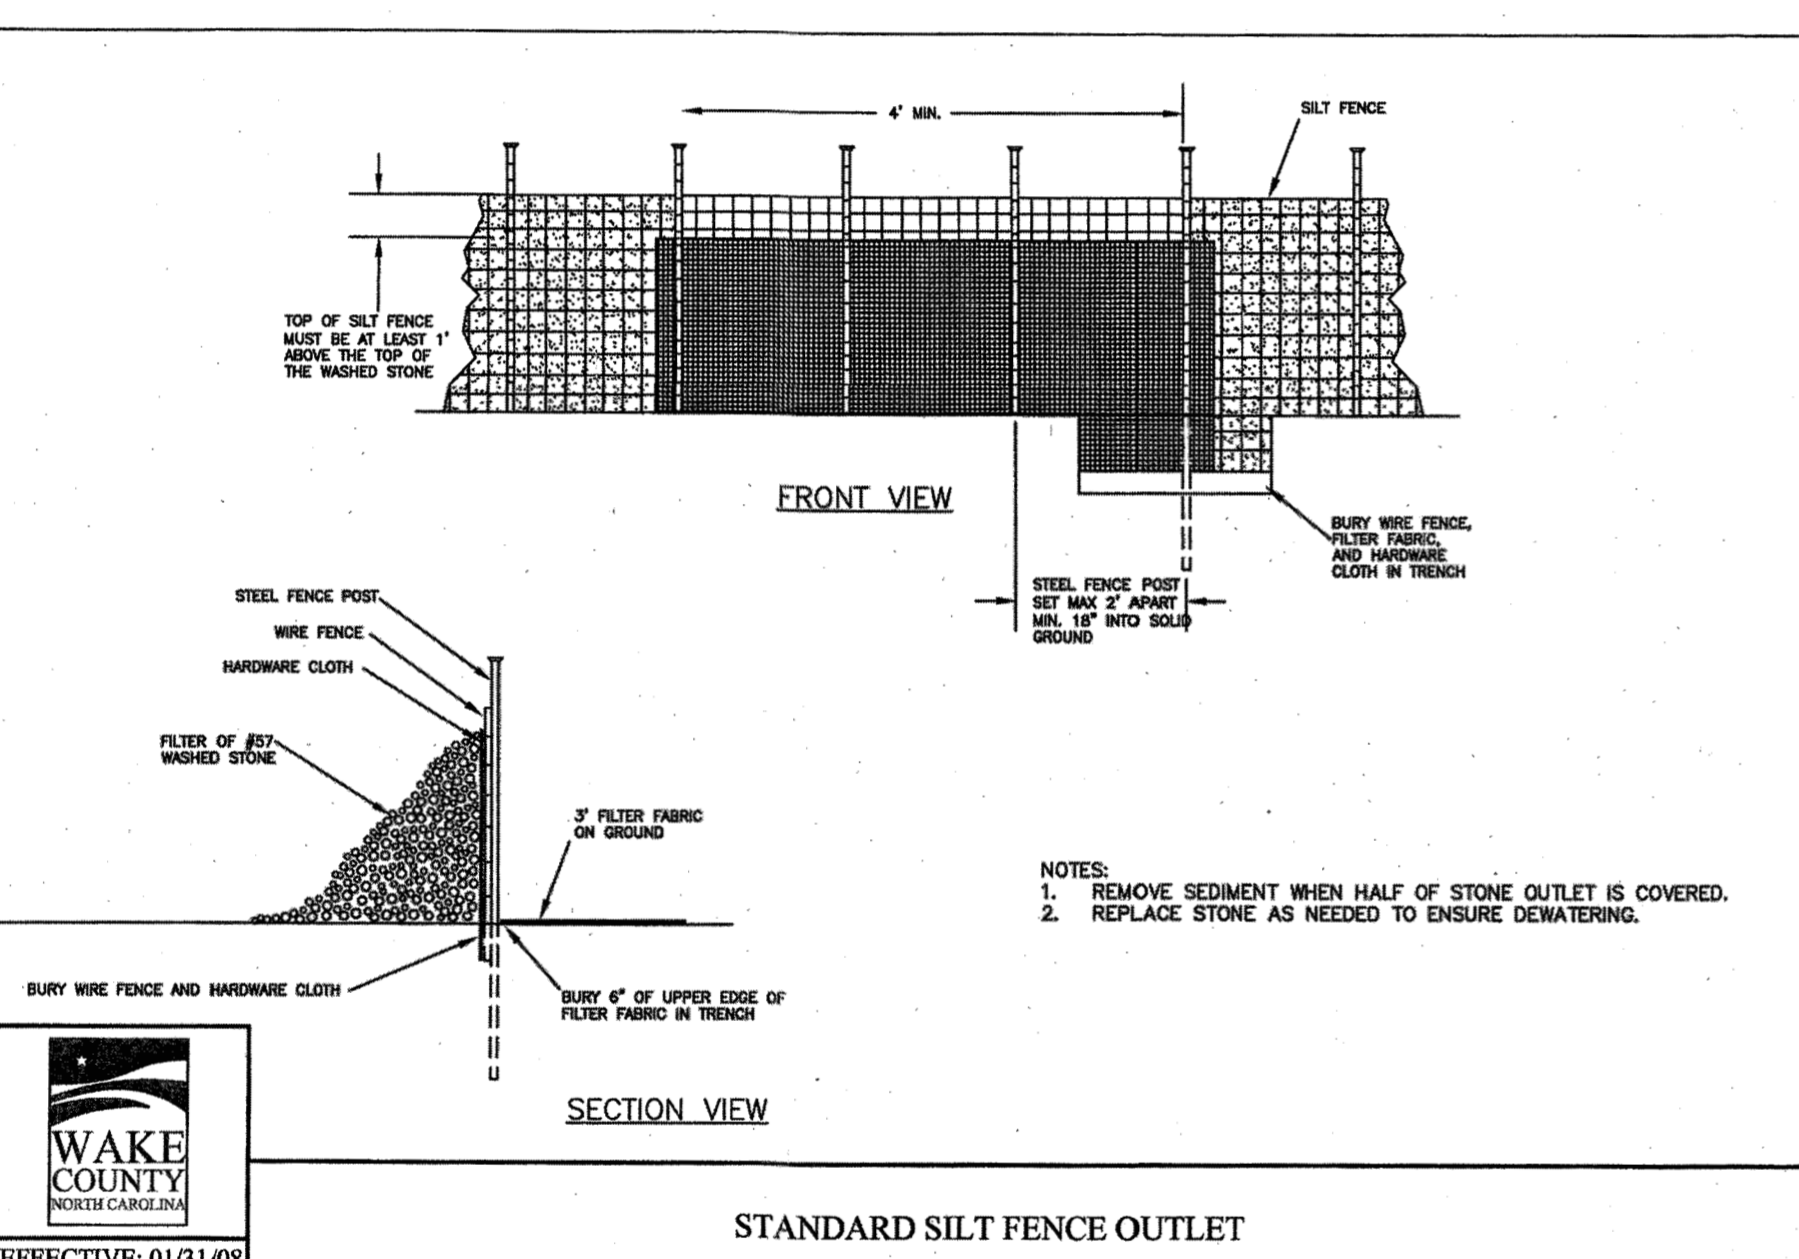 4' MIN.
SILT FENCE
TOP OF SILT FENCE
MUST BE AT LEAST 1'
ABOVE THE TOP OF
THE WASHED STONE
FRONT VIEW
BURY WIRE FENCE,
FILTER FABRIC,
AND HARDWARE
CLOTH IN TRENCH
STEEL FENCE POST
SET MAX 2' APART
MIN. 18" INTO SOLID
GROUND
STEEL FENCE POST
WIRE FENCE
HARDWARE CLOTH
FILTER OF #57
WASHED STONE
3' FILTER FABRIC
ON GROUND
NOTES:
1. REMOVE SEDIMENT WHEN HALF OF STONE OUTLET IS COVERED.
2. REPLACE STONE AS NEEDED TO ENSURE DEWATERING.
BURY WIRE FENCE AND HARDWARE CLOTH
BURY 6" OF UPPER EDGE OF
FILTER FABRIC IN TRENCH
SECTION VIEW
WAKE
COUNTY
NORTH CAROLINA
EFFECTIVE: 01/31/08
STANDARD SILT FENCE OUTLET